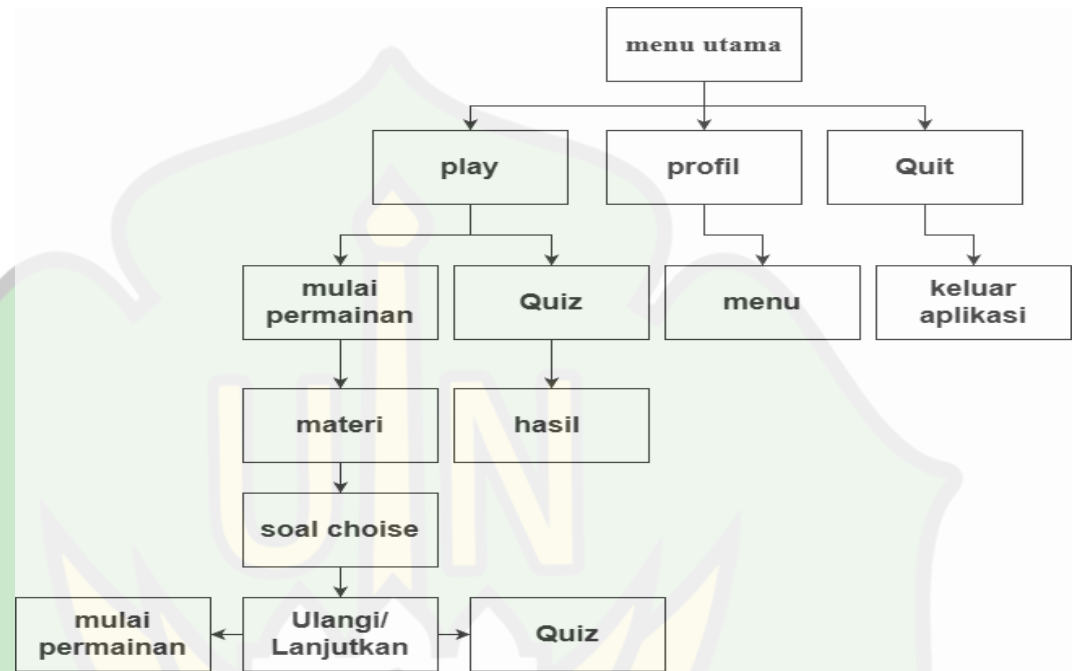 menu utama
play
profil
Quit
mulai
permainan
Quiz
menu
keluar
aplikasi
materi
hasil
soal choise
mulai
permainan
Ulangi/
Lanjutkan
Quiz
UIN